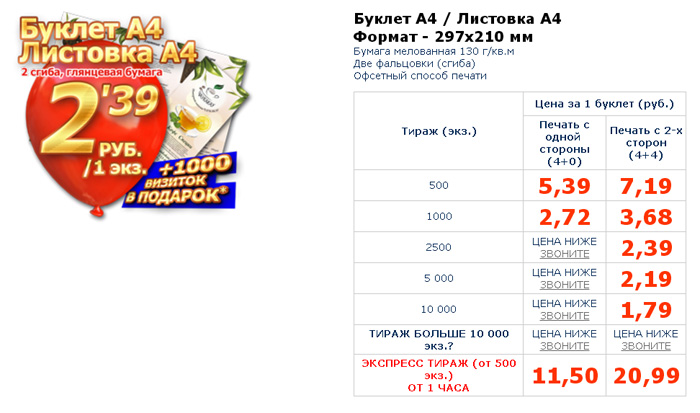 Буклет А4
Листовка А4
2 сгиба, глянцевая бумага
2'39
РУБ.
/1 экз.
+1000
ВИЗИТОК
В ПОДАРОК*
Буклет А4 / Листовка А4
Формат - 297x210 мм
Бумага мелованная 130 г/кв.м
Две фальцовки (сгиба)
Офсетный способ печати
Тираж (экз.)
Цена за 1 буклет (руб.)
Печать с
одной
стороны
(4+0)
Печать с 2-х
сторон
(4+4)
500 5,39 7,19
1000 2,72 3,68
2500 ЦЕНА НИЖЕ ЗВОНИТЕ 2,39
5 000 ЦЕНА НИЖЕ ЗВОНИТЕ 2,19
10 000 ЦЕНА НИЖЕ ЗВОНИТЕ 1,79
ТИРАЖ БОЛЬШЕ 10 000
экз.?
ЦЕНА НИЖЕ ЗВОНИТЕ
ЦЕНА НИЖЕ ЗВОНИТЕ
ЭКСПРЕСС ТИРАЖ (от 500
экз.)
ОТ 1 ЧАСА
11,50 20,99